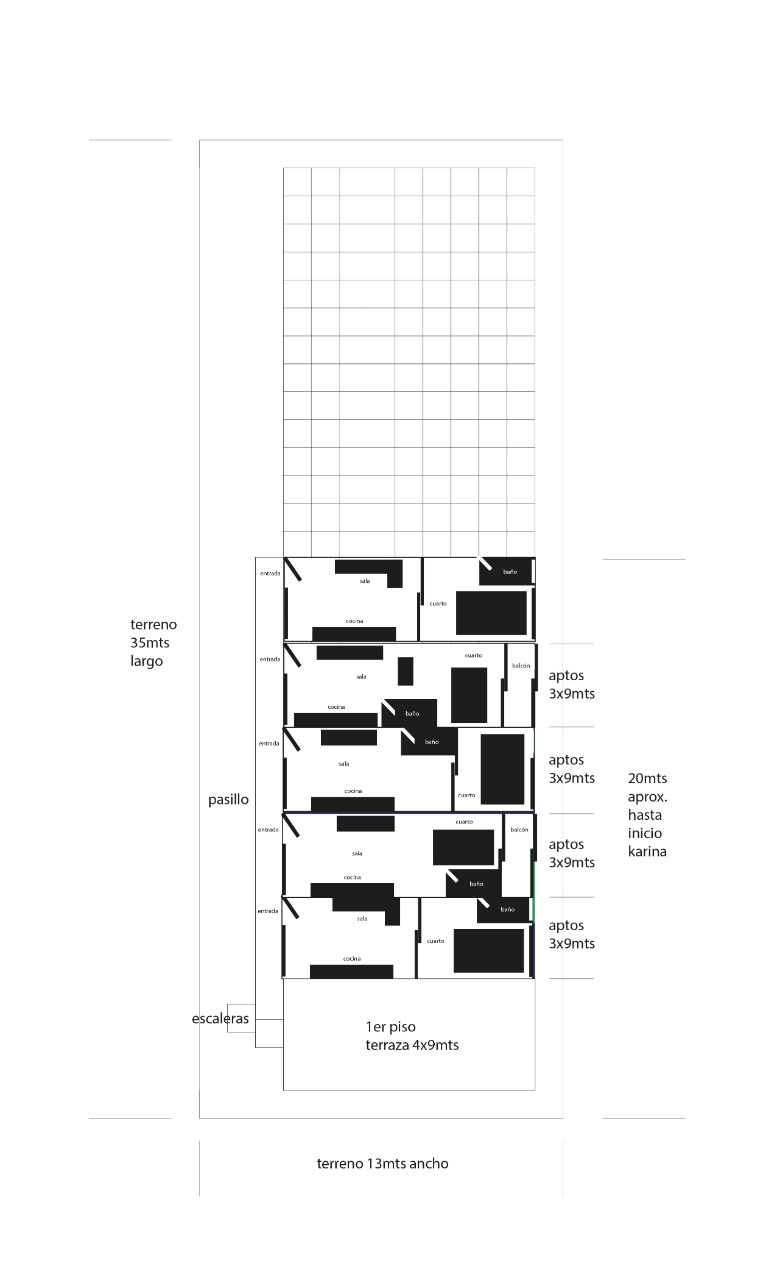 entrada
sala
baño
cuarto
cocina
terreno
35mts
largo
entrada
cuarto
balcón
sala
cocina
baño
aptos
3x9mts
entrada
baño
sala
cocina
cuarto
aptos
3x9mts
pasillo
20mts
aprox.
hasta
inicio
karina
entrada
cuarto
balcón
sala
cocina
baño
aptos
3x9mts
entrada
sala
baño
cuarto
cocina
aptos
3x9mts
escaleras
1er piso
terraza 4x9mts
terreno 13mts ancho